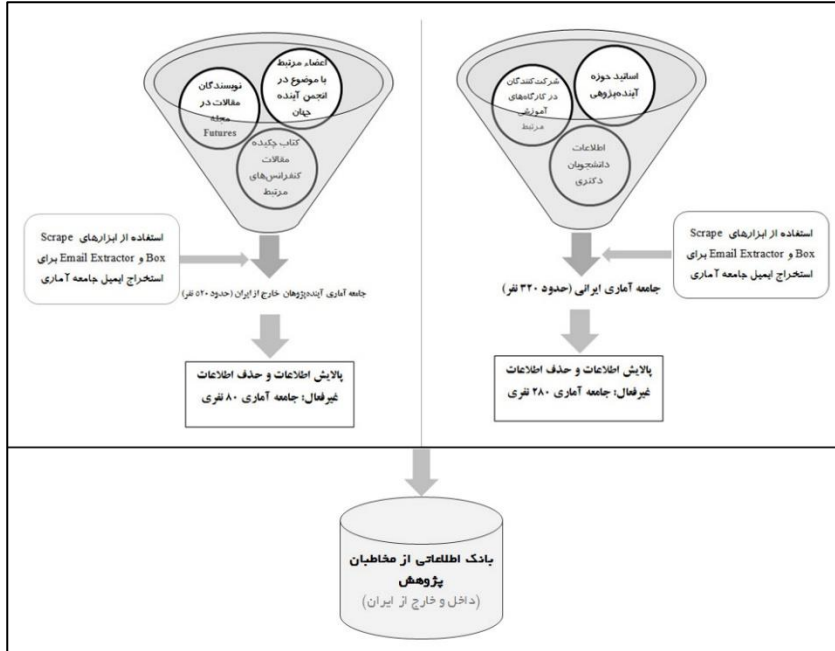 اساتید حوزه
آینده‌پژوهی
شرکت‌کنندگان
در کارگاه‌های
آموزشی
مرتبط
اطلاعات
دانشجویان
دکتری
استفاده از ابزارهای Scrape
Box و Email Extractor برای
استخراج ایمیل جامعه آماری
جامعه آماری ایرانی (حدود ۳۲۰ نفر)
پالایش اطلاعات و حذف اطلاعات
غیرفعال: جامعه آماری ۲۸۰ نفری
اعضاء مرتبط
با موضوع در
انجمن آینده
جهان
نویسندگان
مقالات در
مجله
Futures
کتاب چکیده
مقالات
کنفرانس‌های
مرتبط
استفاده از ابزارهای Scrape
Box و Email Extractor برای
استخراج ایمیل جامعه آماری
جامعه آماری آینده‌پژوهان خارج از ایران (حدود ۵۲۰ نفر)
پالایش اطلاعات و حذف اطلاعات
غیرفعال: جامعه آماری ۸۰ نفری
بانک اطلاعاتی از مخاطبان
پژوهش
(داخل و خارج از ایران)